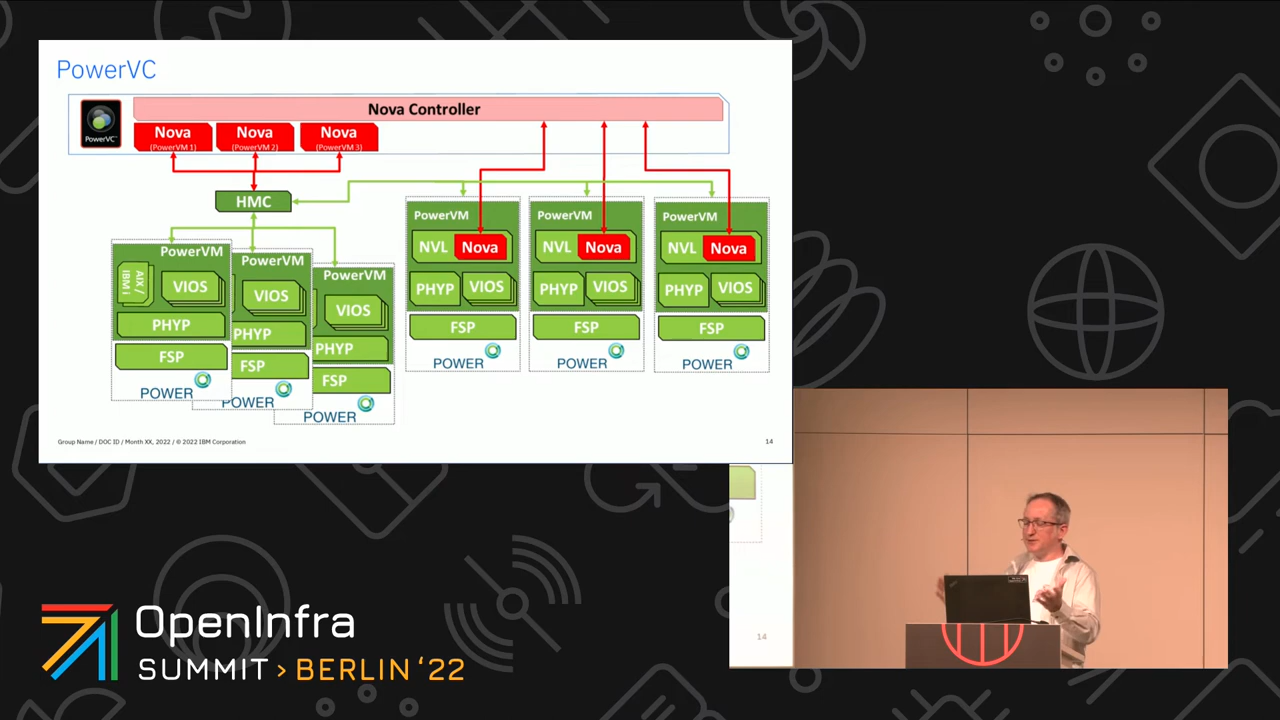 PowerVC
Nova Controller
PowerVC
Nova
(PowerVM 1)
Nova
(PowerVM 2)
Nova
(PowerVM 3)
HMC
PowerVM
AIX /
IBM i
VIOS
PHYP
FSP
POWER
PowerVM
VIOS
PHYP
FSP
POWER
PowerVM
VIOS
PHYP
FSP
POWER
PowerVM
NVL
Nova
PHYP
VIOS
FSP
POWER
PowerVM
NVL
Nova
PHYP
VIOS
FSP
POWER
PowerVM
NVL
Nova
PHYP
VIOS
FSP
POWER
Group Name / DOC ID / Month XX, 2022 / © 2022 IBM Corporation
14
14
OpenInfra
SUMMIT > BERLIN ‘22